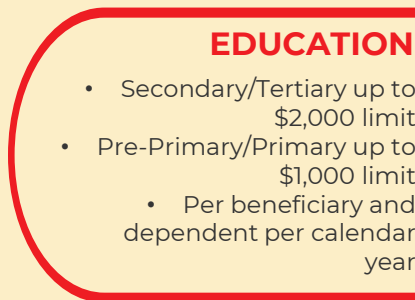 EDUCATION
• Secondary/Tertiary up to
$2,000 limit
• Pre-Primary/Primary up to
$1,000 limit
• Per beneficiary and
dependent per calendar
year